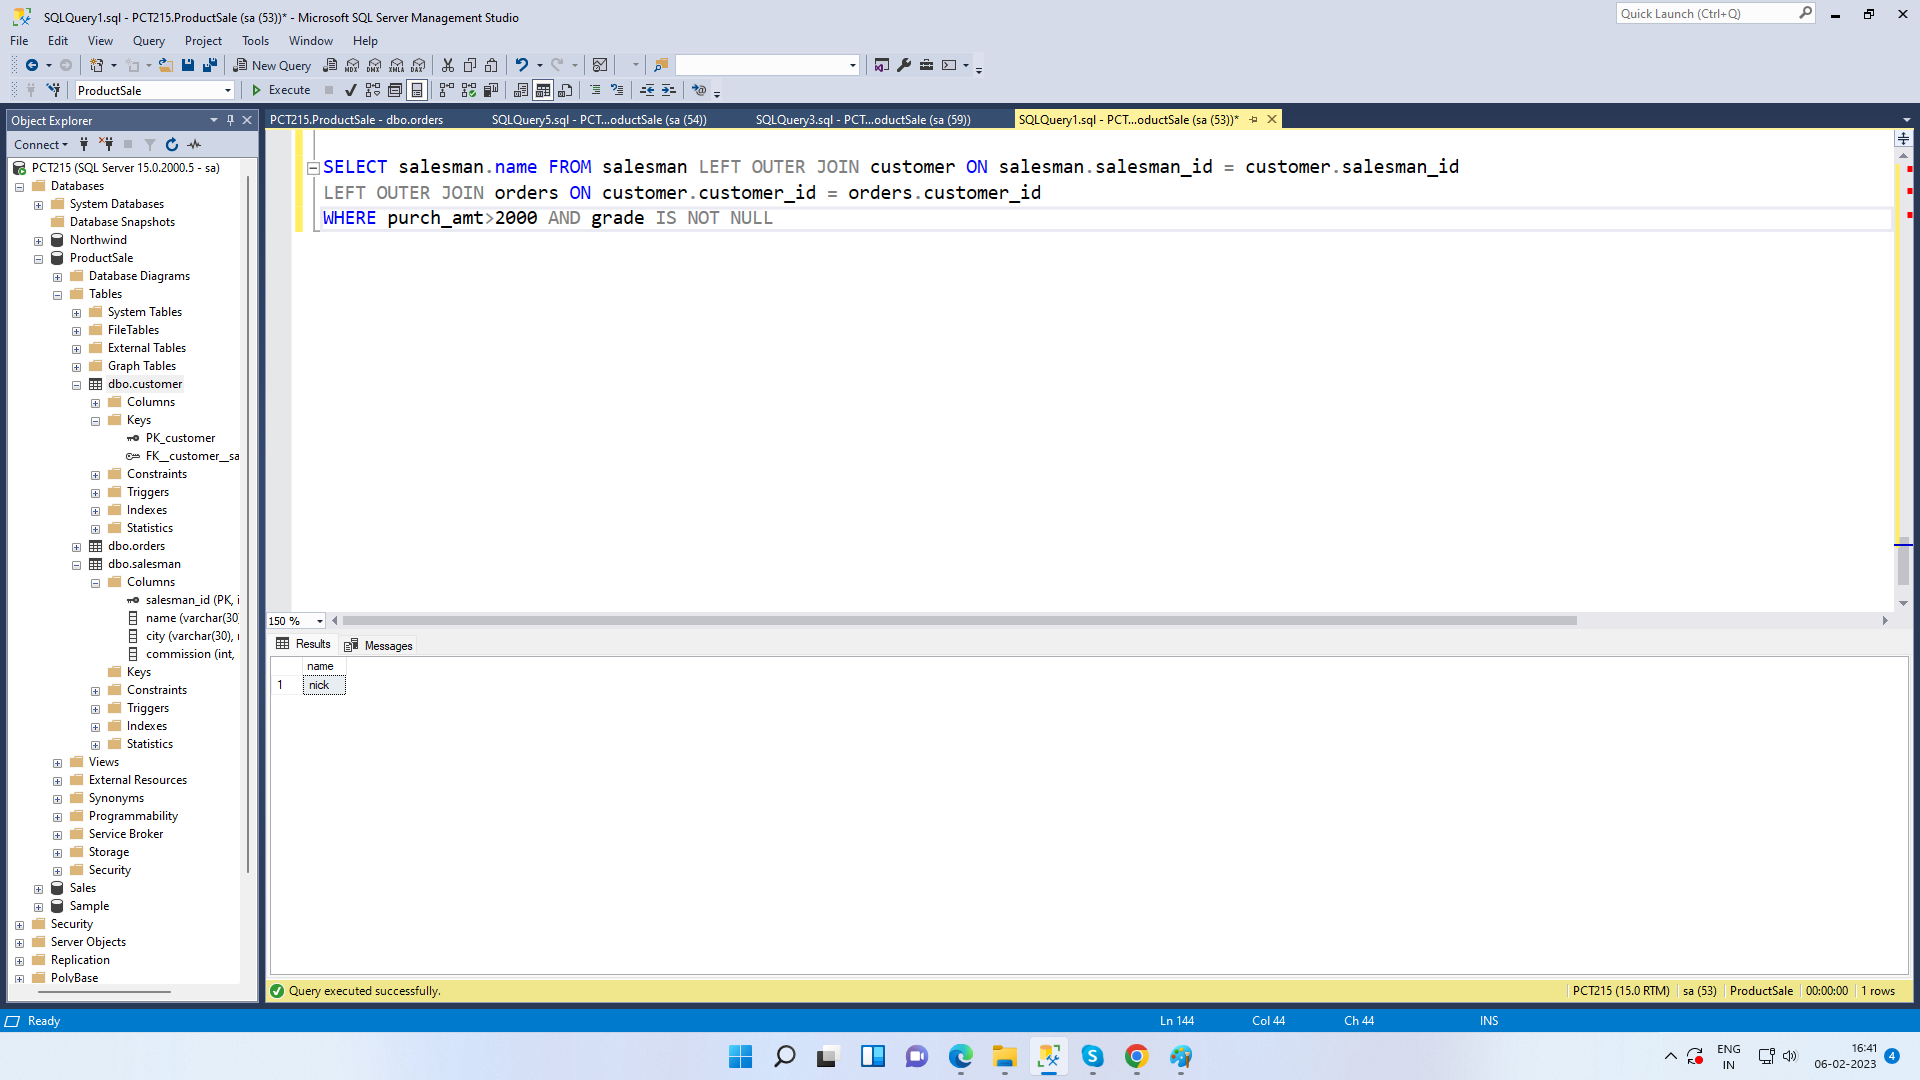 SQLQuery1.sql - PCT215.ProductSale (sa (53))* - Microsoft SQL Server Management Studio
Quick Launch (Ctrl+Q)
File Edit View Query Project Tools Window Help
New Query
MDX DMX XMLA DAX
ProductSale
Execute
Object Explorer
PCT215.ProductSale - dbo.orders
SQLQuery5.sql - PCT...oductSale (sa (54))
SQLQuery3.sql - PCT...oductSale (sa (59))
SQLQuery1.sql - PCT...oductSale (sa (53))*
Connect
PCT215 (SQL Server 15.0.2000.5 - sa)
Databases
System Databases
Database Snapshots
Northwind
ProductSale
Database Diagrams
Tables
System Tables
FileTables
External Tables
Graph Tables
dbo.customer
Columns
Keys
PK_customer
FK__customer__sa
Constraints
Triggers
Indexes
Statistics
dbo.orders
dbo.salesman
Columns
salesman_id (PK, i
name (varchar(30)
city (varchar(30), r
commission (int,
Keys
Constraints
Triggers
Indexes
Statistics
Views
External Resources
Synonyms
Programmability
Service Broker
Storage
Security
Sales
Sample
Security
Server Objects
Replication
PolyBase
SELECT salesman.name FROM salesman LEFT OUTER JOIN customer ON salesman.salesman_id = customer.salesman_id
LEFT OUTER JOIN orders ON customer.customer_id = orders.customer_id
WHERE purch_amt>2000 AND grade IS NOT NULL
150 %
Results Messages
name
1 nick
Query executed successfully.
PCT215 (15.0 RTM) sa (53) ProductSale 00:00:00 1 rows
Ready
Ln 144 Col 44 Ch 44 INS
ENG
IN
16:41
06-02-2023
4